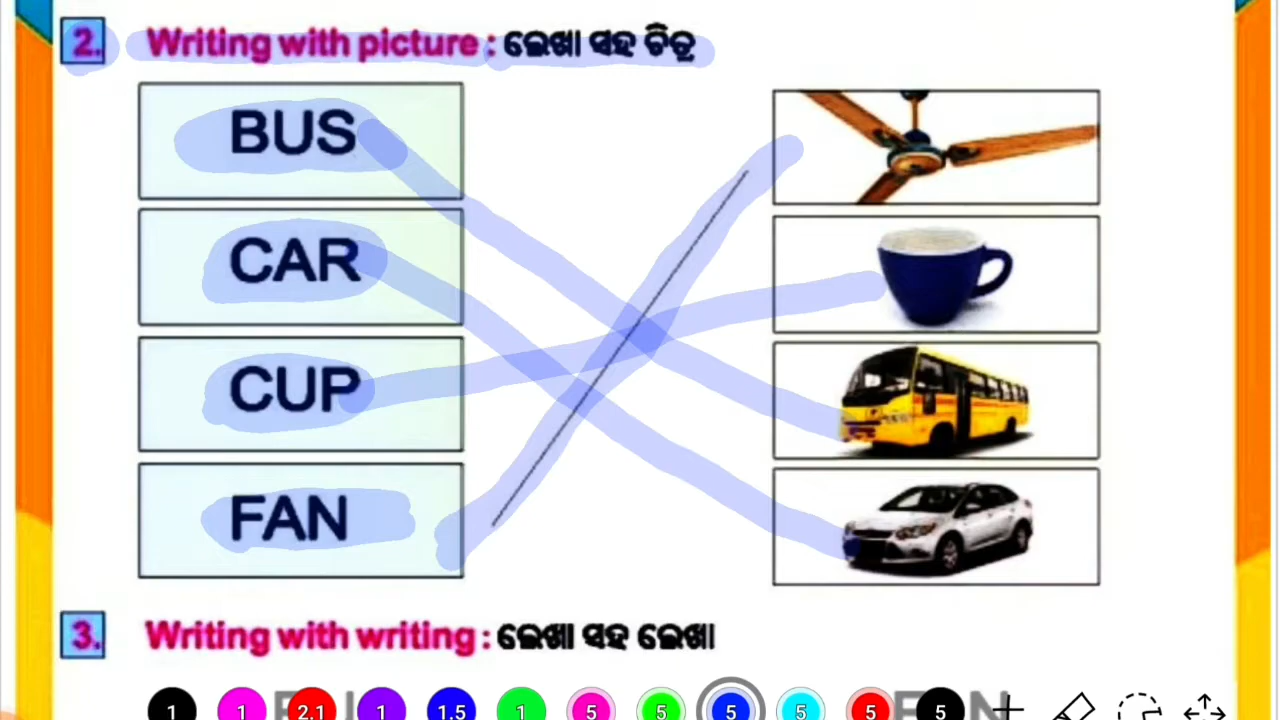 2. Writing with picture : ଲେଖା ସହ ଚିତ୍ର
BUS
CAR
CUP
FAN
3. Writing with writing : ଲେଖା ସହ ଲେଖା
1 1 2.1 1 1.5 1 5 5 5 5 5 5